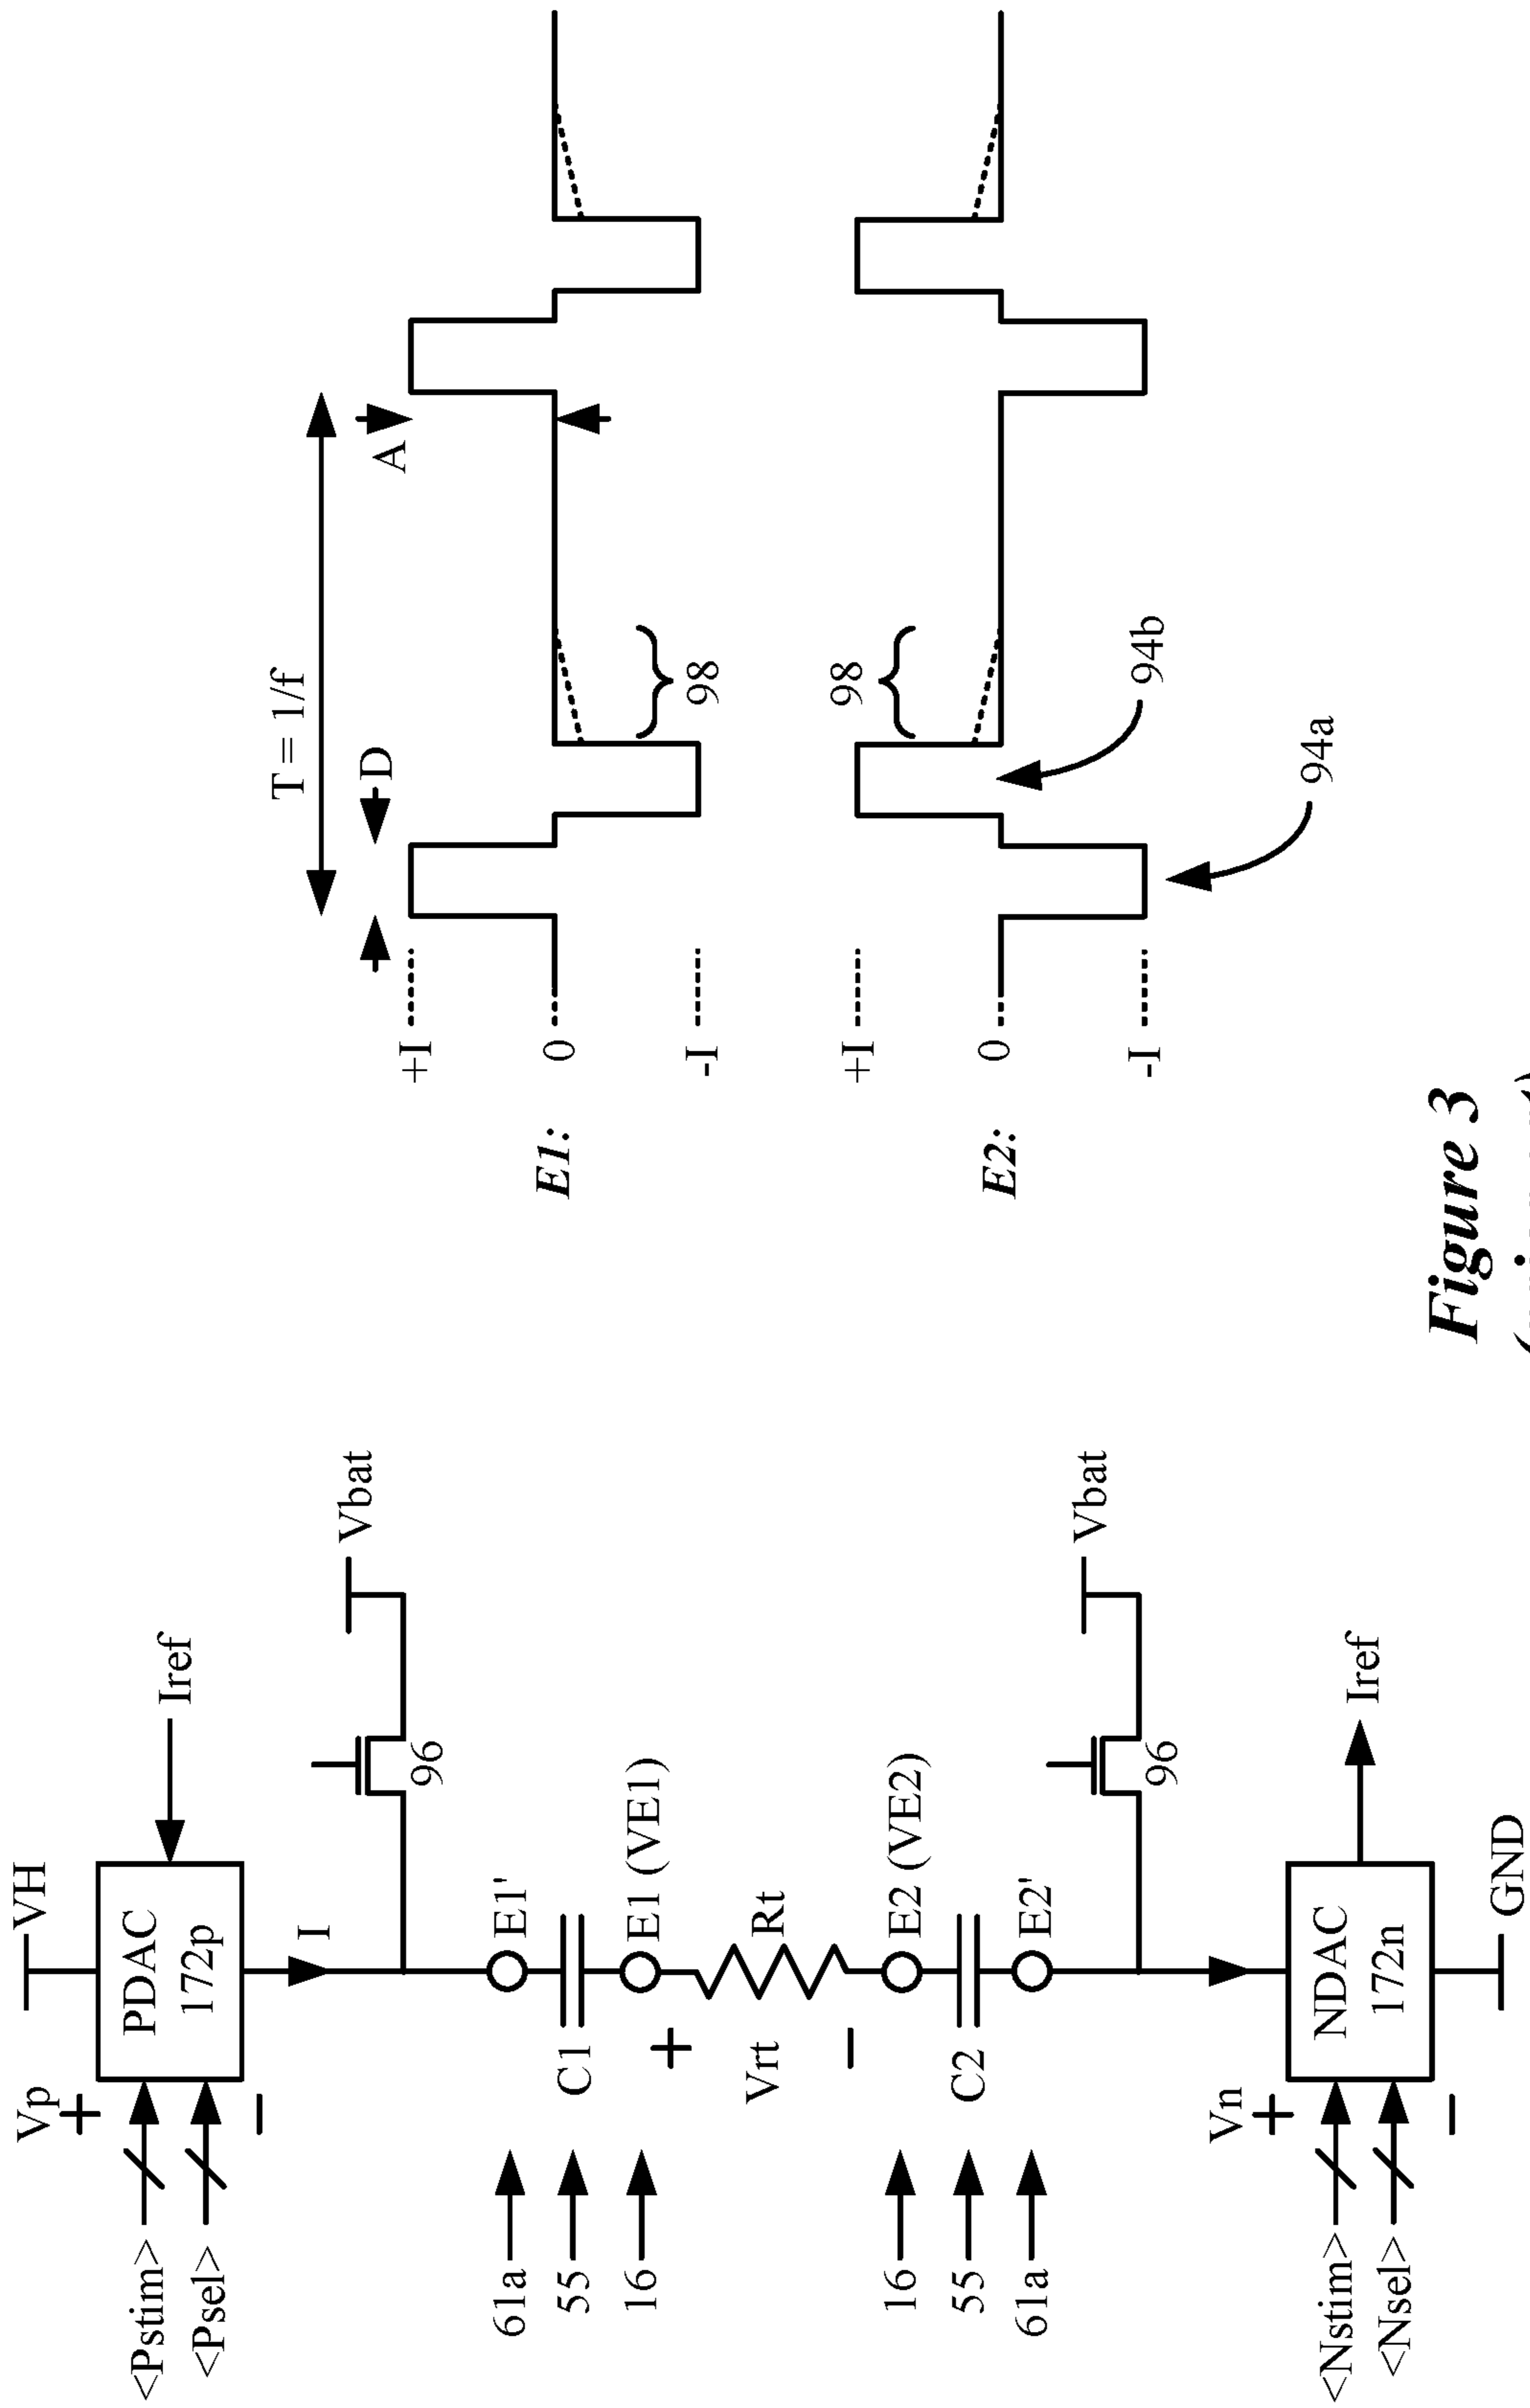 VH
Vp
+
PDAC
172p
−
<Pstim>
<Psel>
Iref
I
Vbat
96
61a
E1'
55
C1
16
E1 (VE1)
+
Vrt
Rt
−
16
E2 (VE2)
55
C2
61a
E2'
Vbat
96
Vn
+
NDAC
172n
−
<Nstim>
<Nsel>
Iref
GND
T = 1/f
D
A
+I
E1:
0
-I
98
+I
98
E2:
0
-I
94b
94a
Figure 3